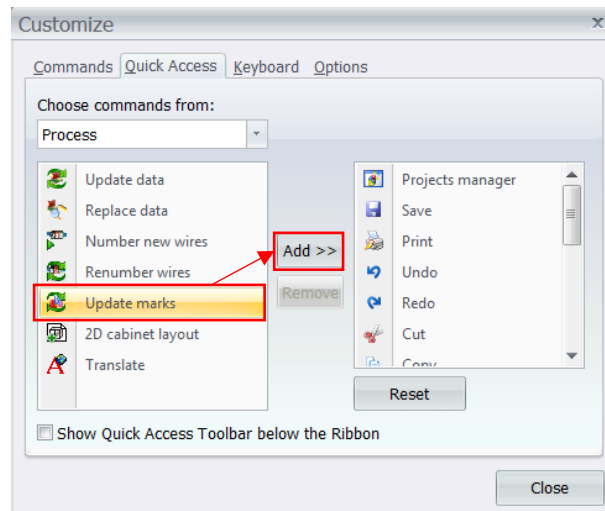 Customize
x
Commands Quick Access Keyboard Options
Choose commands from:
Process
Update data
Replace data
Number new wires
Renumber wires
Update marks
2D cabinet layout
Translate
Add >>
Remove
Projects manager
Save
Print
Undo
Redo
Cut
Copy
Reset
Show Quick Access Toolbar below the Ribbon
Close